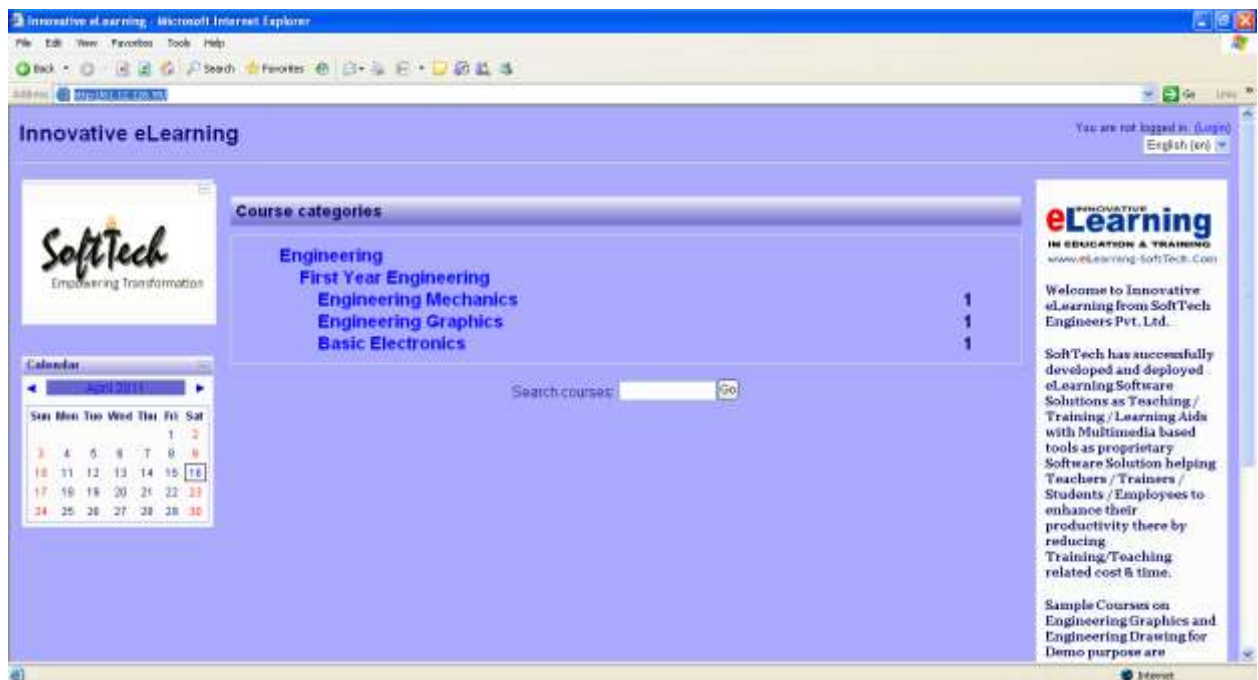 Innovative eLearning - Microsoft Internet Explorer
File Edit View Favorites Tools Help
Back Search Favorites
Address Go Links
Innovative eLearning
You are not logged in. (Login)
English (en)
SoftTech
Empowering Transformation
Course categories
Engineering
First Year Engineering
Engineering Mechanics 1
Engineering Graphics 1
Basic Electronics 1
Search courses: Go
Calendar
April 2011
Sun Mon Tue Wed Thu Fri Sat
1 2
3 4 5 6 7 8 9
10 11 12 13 14 15 16
17 18 19 20 21 22 23
24 25 26 27 28 29 30
INNOVATIVE
eLearning
IN EDUCATION & TRAINING
www.eLearning-SoftTech.Com
Welcome to Innovative
eLearning from SoftTech
Engineers Pvt. Ltd.
SoftTech has successfully
developed and deployed
eLearning Software
Solutions as Teaching /
Training / Learning Aids
with Multimedia based
tools as proprietary
Software Solution helping
Teachers / Trainers /
Students / Employees to
enhance their
productivity there by
reducing
Training/Teaching
related cost & time.
Sample Courses on
Engineering Graphics and
Engineering Drawing for
Demo purpose are
Internet